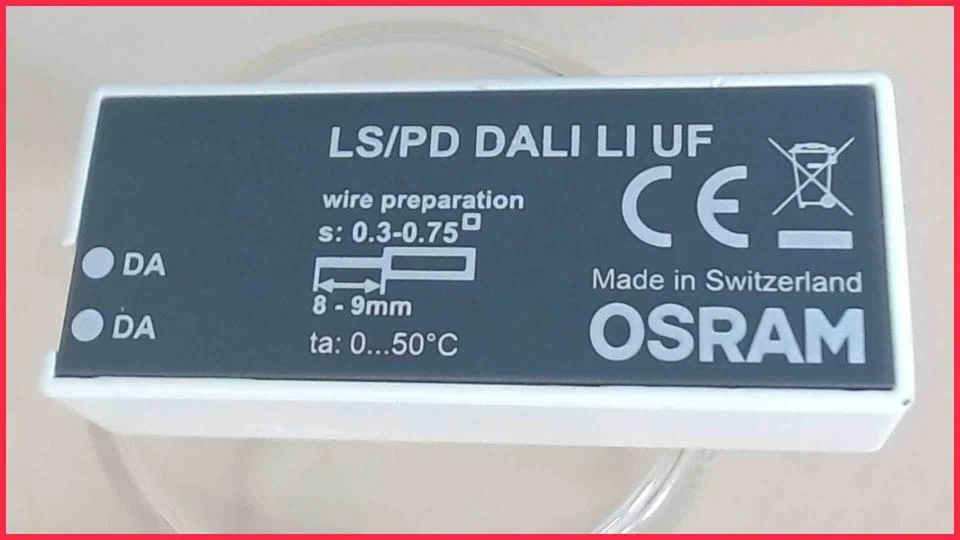 LS/PD DALI LI UF
wire preparation
s: 0.3-0.75
8 - 9mm
ta: 0...50°C
DA
DA
CE
Made in Switzerland
OSRAM